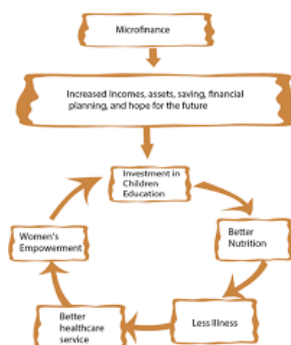 Microfinance
Increased Incomes, assets, saving, financial
planning, and hope for the future
Investment in
Children
Education
Women's
Empowerment
Better
Nutrition
Better
healthcare
service
Less Illness